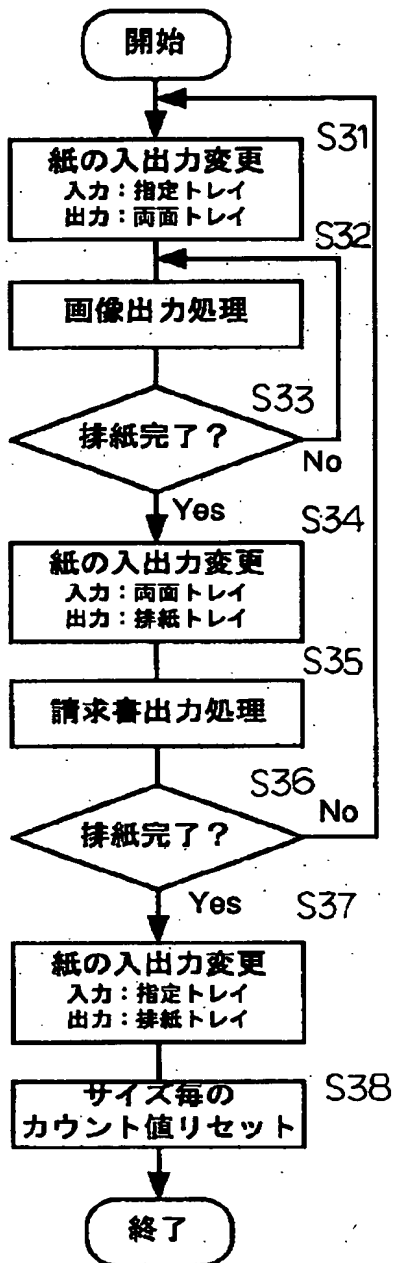 開始
S31
紙の入出力変更
入力：指定トレイ
出力：両面トレイ
S32
画像出力処理
S33
排紙完了？
No
Yes
S34
紙の入出力変更
入力：両面トレイ
出力：排紙トレイ
S35
請求書出力処理
S36
排紙完了？
No
Yes
S37
紙の入出力変更
入力：指定トレイ
出力：排紙トレイ
S38
サイズ毎の
カウント値リセット
終了